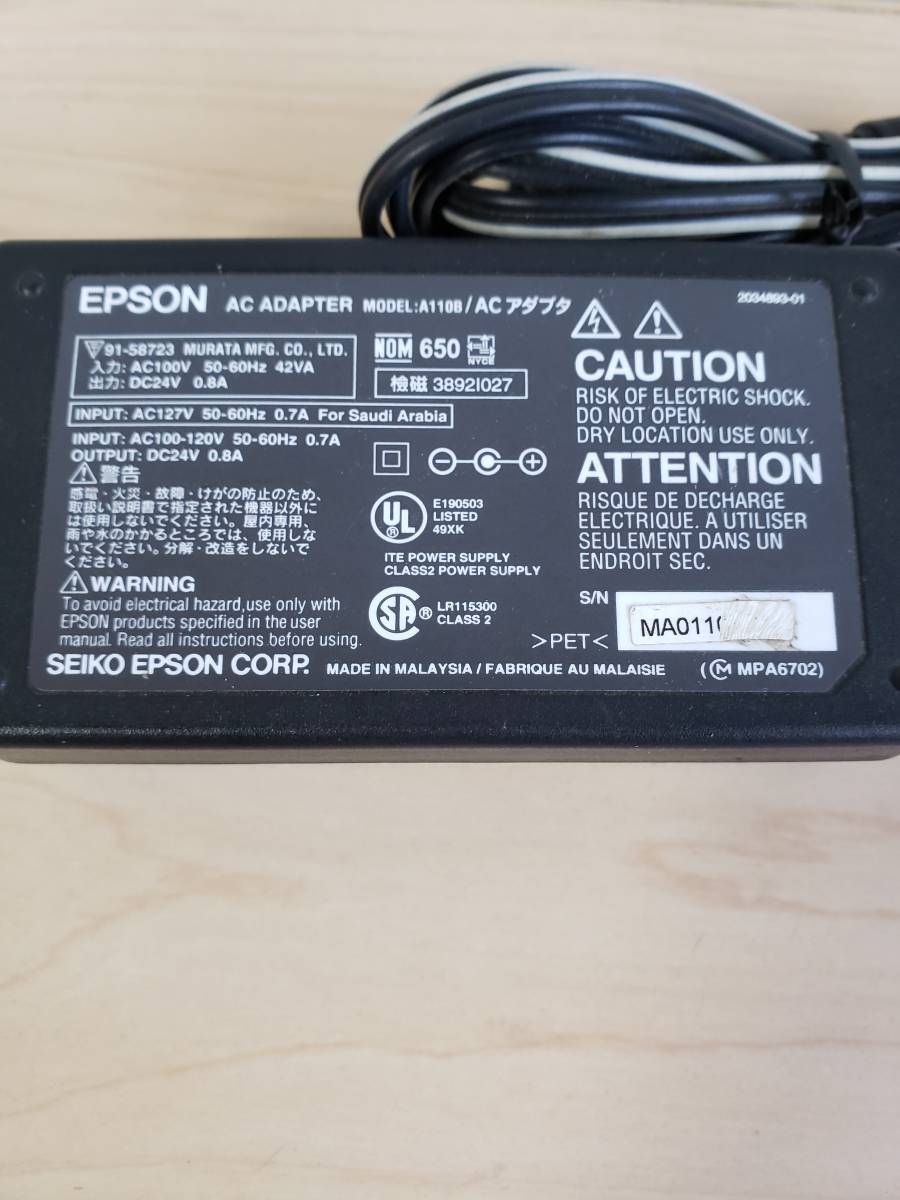 EPSON AC ADAPTER MODEL:A110B/ACアダプタ
2034893-01
91-58723 MURATA MFG. CO., LTD.
入力: AC100V 50-60Hz 42VA
出力: DC24V 0.8A
NOM 650 NYCE
檢磁 3892I027
INPUT: AC127V 50-60Hz 0.7A For Saudi Arabia
INPUT: AC100-120V 50-60Hz 0.7A
OUTPUT: DC24V 0.8A
警告
感電・火災・故障・けがの防止のため、
取扱い説明書で指定された機器以外に
は使用しないでください。屋内専用、
雨や水のかかるところでは、使用しな
いでください。分解・改造をしないで
ください。
WARNING
To avoid electrical hazard,use only with
EPSON products specified in the user
manual. Read all instructions before using.
UL ® E190503
LISTED
49XK
ITE POWER SUPPLY
CLASS2 POWER SUPPLY
SA ® LR115300
CLASS 2
CAUTION
RISK OF ELECTRIC SHOCK.
DO NOT OPEN.
DRY LOCATION USE ONLY.
ATTENTION
RISQUE DE DECHARGE
ELECTRIQUE. A UTILISER
SEULEMENT DANS UN
ENDROIT SEC.
S/N
>PET<
MA011
SEIKO EPSON CORP. MADE IN MALAYSIA / FABRIQUE AU MALAISIE (M MPA6702)